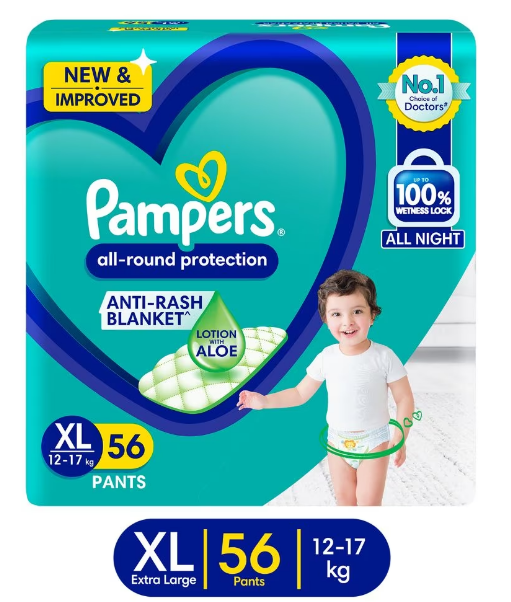 NEW &
IMPROVED
No.1
Choice of
Doctors#
UP TO
100%
WETNESS LOCK
ALL NIGHT
Pampers®
all-round protection
ANTI-RASH
BLANKET^
LOTION
WITH
ALOE
XL
12-17 kg
56
PANTS
XL
Extra Large
56
Pants
12-17
kg